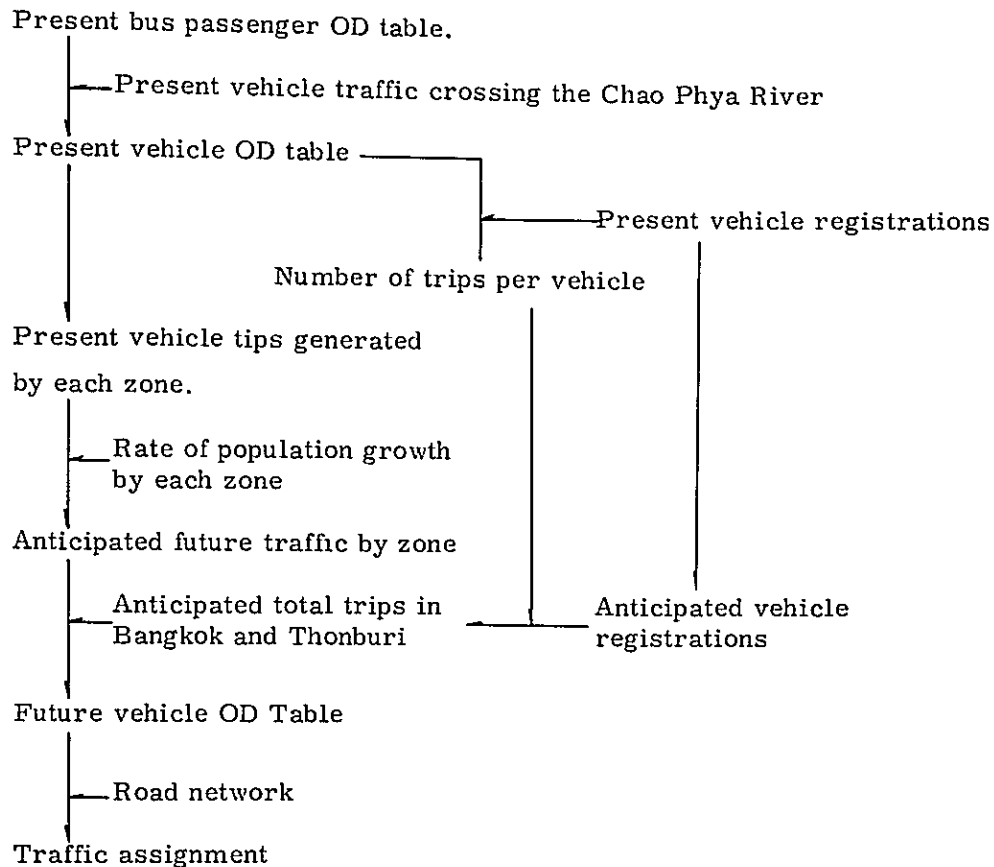 Present bus passenger OD table.
Present vehicle traffic crossing the Chao Phya River
Present vehicle OD table
Present vehicle registrations
Number of trips per vehicle
Present vehicle tips generated
by each zone.
Rate of population growth
by each zone
Anticipated future traffic by zone
Anticipated total trips in
Bangkok and Thonburi
Anticipated vehicle
registrations
Future vehicle OD Table
Road network
Traffic assignment